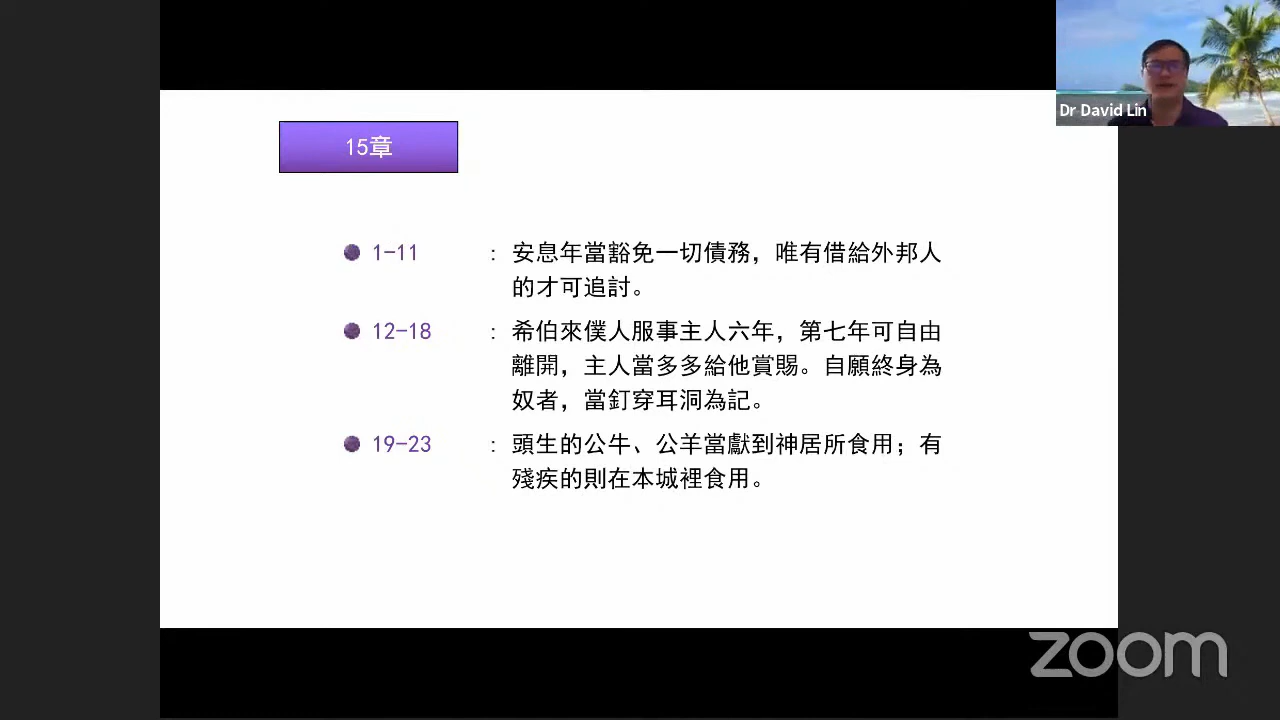 Dr David Lin
15章
1-11 : 安息年當豁免一切債務，唯有借給外邦人
的才可追討。
12-18 : 希伯來僕人服事主人六年，第七年可自由
離開，主人當多多給他賞賜。自願終身為
奴者，當釘穿耳洞為記。
19-23 : 頭生的公牛、公羊當獻到神居所食用；有
殘疾的則在本城裡食用。
zoom